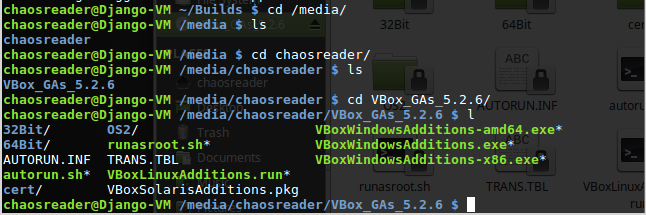 chaosreader@Django-VM ~/Builds $ cd /media/
chaosreader@Django-VM /media $ ls
chaosreader
chaosreader@Django-VM /media $ cd chaosreader/
chaosreader@Django-VM /media/chaosreader $ ls
VBox_GAs_5.2.6
chaosreader@Django-VM /media/chaosreader $ cd VBox_GAs_5.2.6/
chaosreader@Django-VM /media/chaosreader/VBox_GAs_5.2.6 $ l
32Bit/ OS2/ VBoxWindowsAdditions-amd64.exe*
64Bit/ runasroot.sh* VBoxWindowsAdditions.exe*
AUTORUN.INF TRANS.TBL VBoxWindowsAdditions-x86.exe*
autorun.sh* VBoxLinuxAdditions.run*
cert/ VBoxSolarisAdditions.pkg
chaosreader@Django-VM /media/chaosreader/VBox_GAs_5.2.6 $
32Bit 64Bit cer
ABC
AUTORUN.INF autoru
Trash
Documents
ABC
runasroot.sh TRANS.TBL VBoxLinuxAd